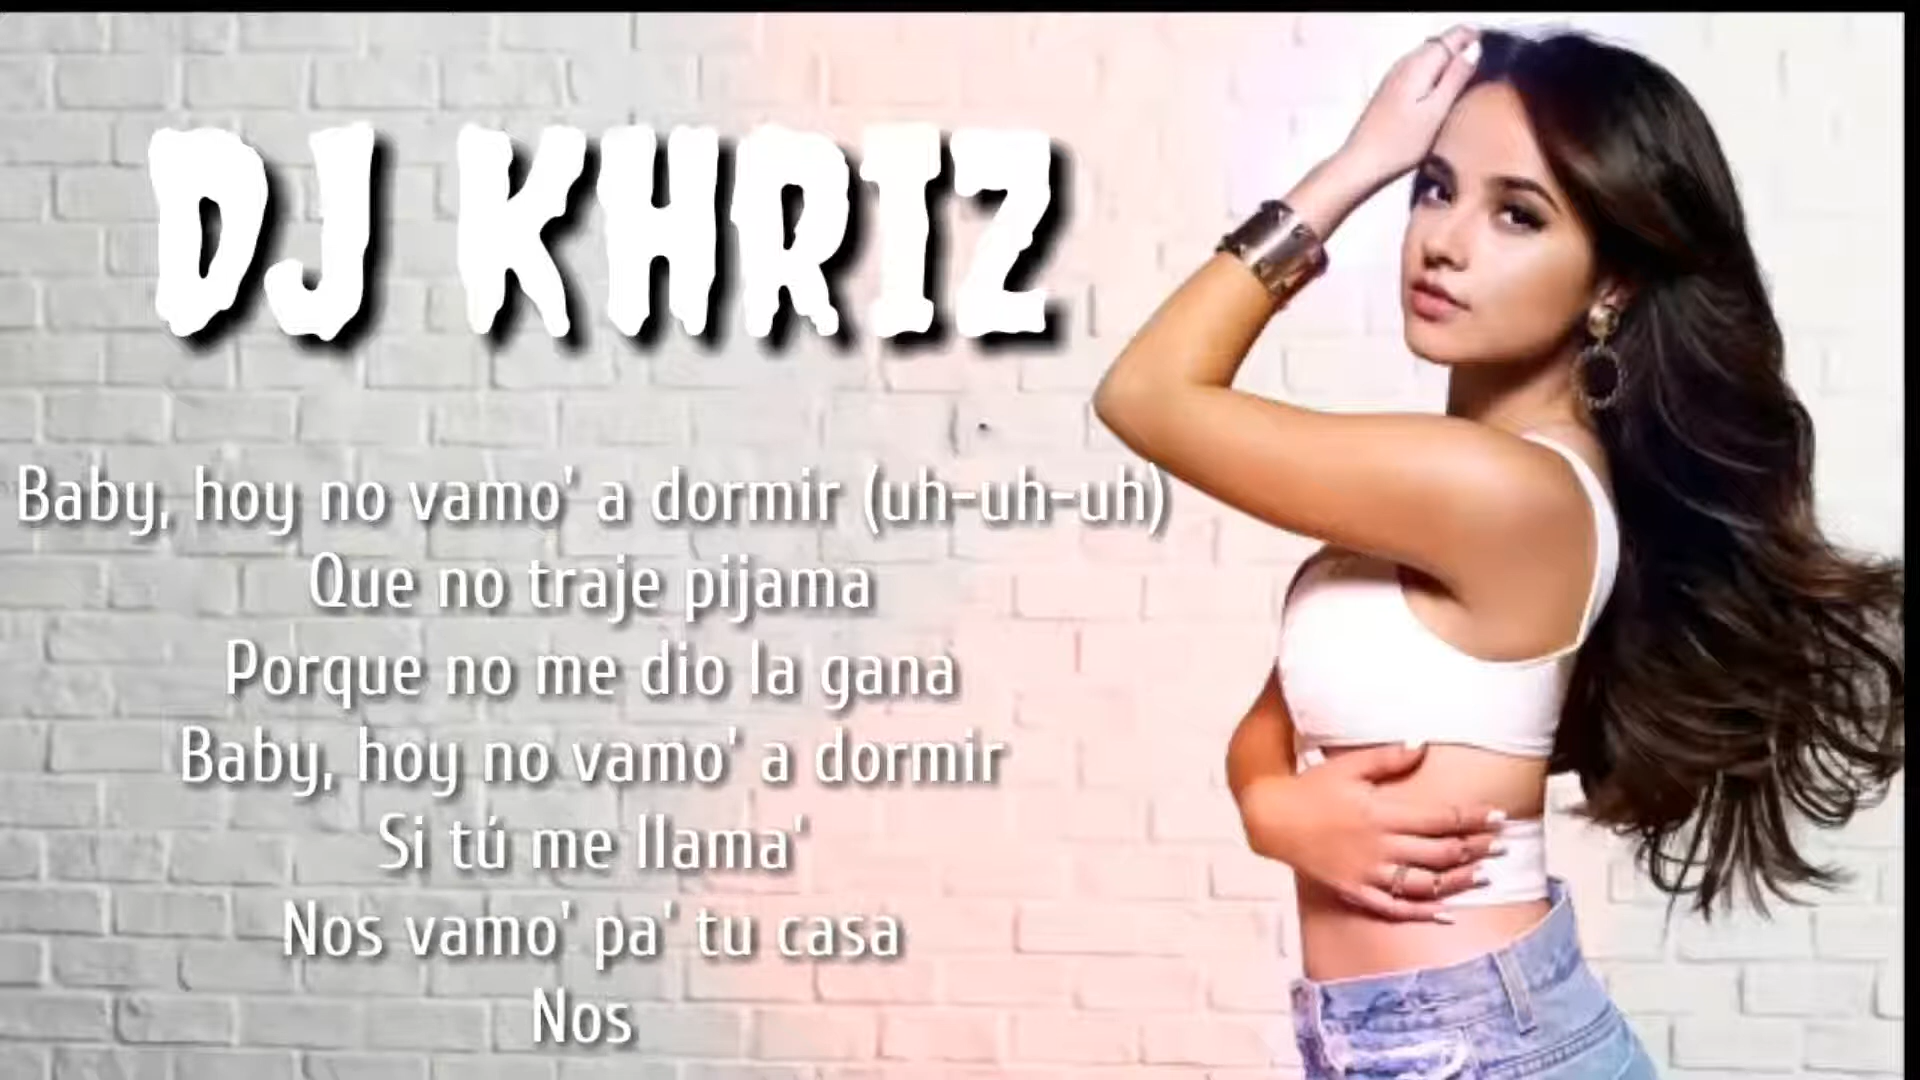 DJ KHRIZ
Baby, hoy no vamo' a dormir (uh-uh-uh)
Que no traje pijama
Porque no me dio la gana
Baby, hoy no vamo' a dormir
Si tú me llama'
Nos vamo' pa' tu casa
Nos